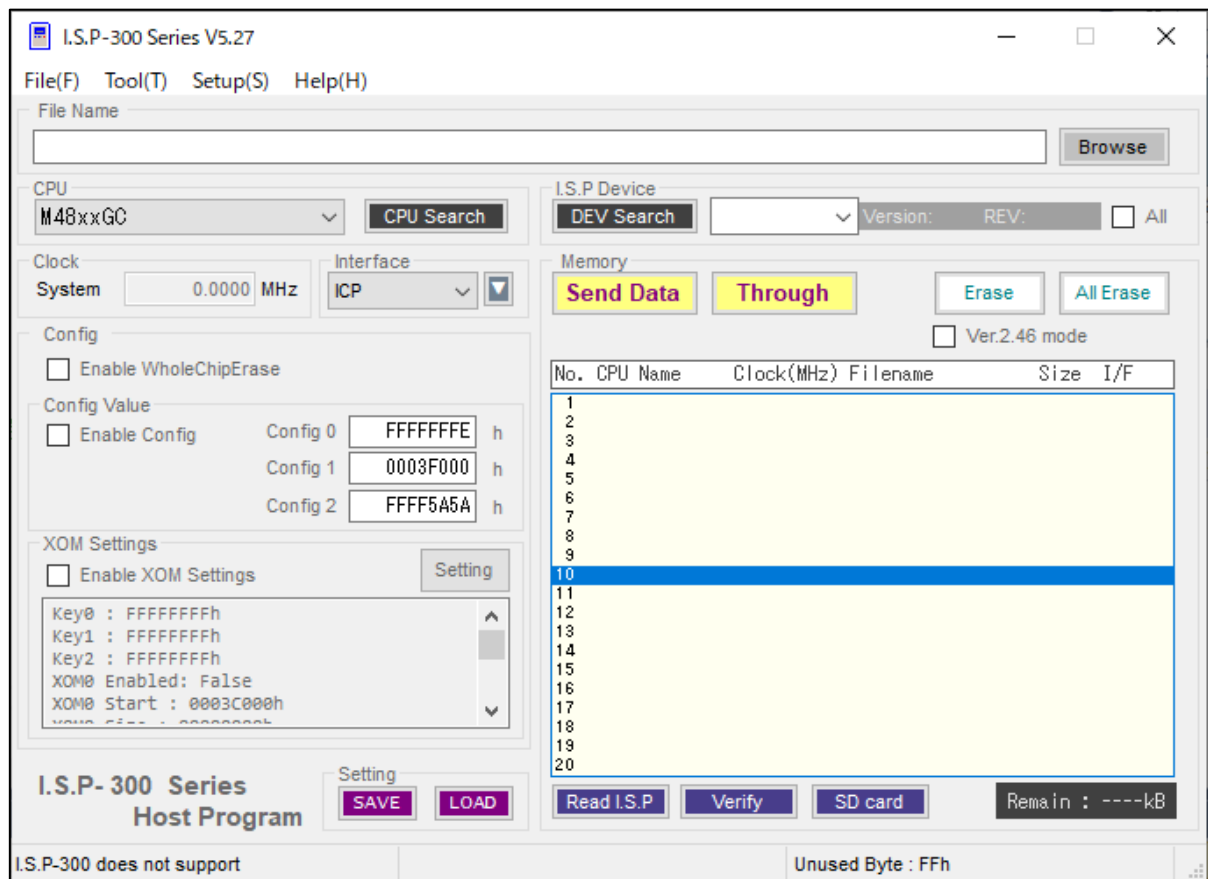 I.S.P-300 Series V5.27
File(F) Tool(T) Setup(S) Help(H)
File Name
Browse
CPU
M48xxGC
CPU Search
I.S.P Device
DEV Search
Version: REV:
All
Clock
System 0.0000 MHz
Interface
ICP
Memory
Send Data
Through
Erase
All Erase
Ver.2.46 mode
Config
Enable WholeChipErase
Config Value
Enable Config
Config 0 FFFFFFFE h
Config 1 0003F000 h
Config 2 FFFF5A5A h
XOM Settings
Enable XOM Settings
Setting
Key0 : FFFFFFFFh
Key1 : FFFFFFFFh
Key2 : FFFFFFFFh
XOM0 Enabled: False
XOM0 Start : 0003C000h
No. CPU Name Clock(MHz) Filename Size I/F
1
2
3
4
5
6
7
8
9
10
11
12
13
14
15
16
17
18
19
20
I.S.P- 300 Series
Host Program
Setting
SAVE
LOAD
Read I.S.P
Verify
SD card
Remain : ----kB
I.S.P-300 does not support
Unused Byte : FFh